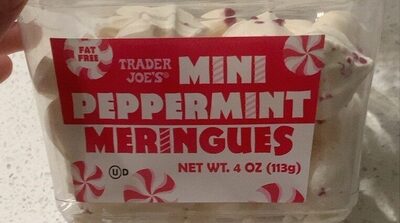 FAT
FREE
TRADER
JOE'S®
MINI
PEPPERMINT
MERINGUES
U D
NET WT. 4 OZ (113g)